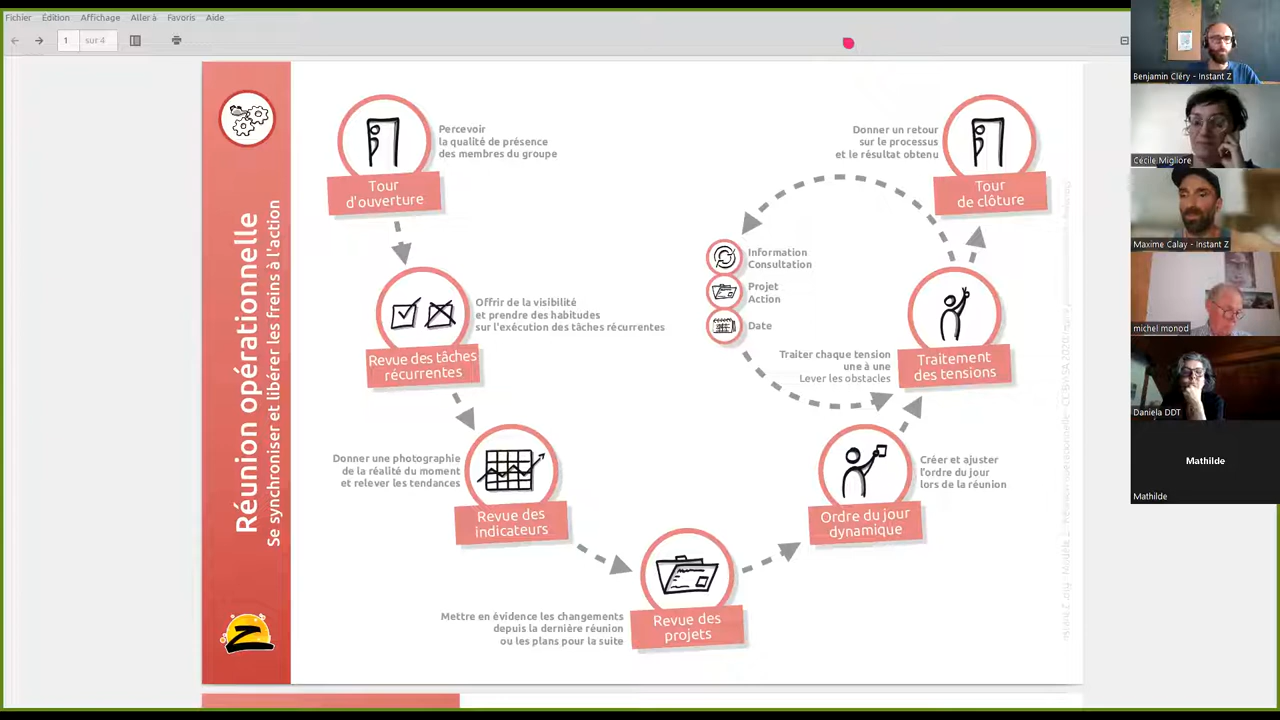 Fichier Édition Affichage Aller à Favoris Aide
1 sur 4
Réunion opérationnelle
Se synchroniser et libérer les freins à l'action
Z
Percevoir
la qualité de présence
des membres du groupe
Tour
d'ouverture
Offrir de la visibilité
et prendre des habitudes
sur l'exécution des tâches récurrentes
Revue des tâches
récurrentes
Donner une photographie
de la réalité du moment
et relever les tendances
Revue des
indicateurs
Mettre en évidence les changements
depuis la dernière réunion
ou les plans pour la suite
Revue des
projets
Créer et ajuster
l'ordre du jour
lors de la réunion
Ordre du jour
dynamique
Traiter chaque tension
une à une
Lever les obstacles
Traitement
des tensions
Information
Consultation
Projet
Action
Date
Donner un retour
sur le processus
et le résultat obtenu
Tour
de clôture
Benjamin Cléry - Instant Z
Cécile Migliore
Maxime Calay - Instant Z
michel monod
Daniela DDT
Mathilde
Mathilde